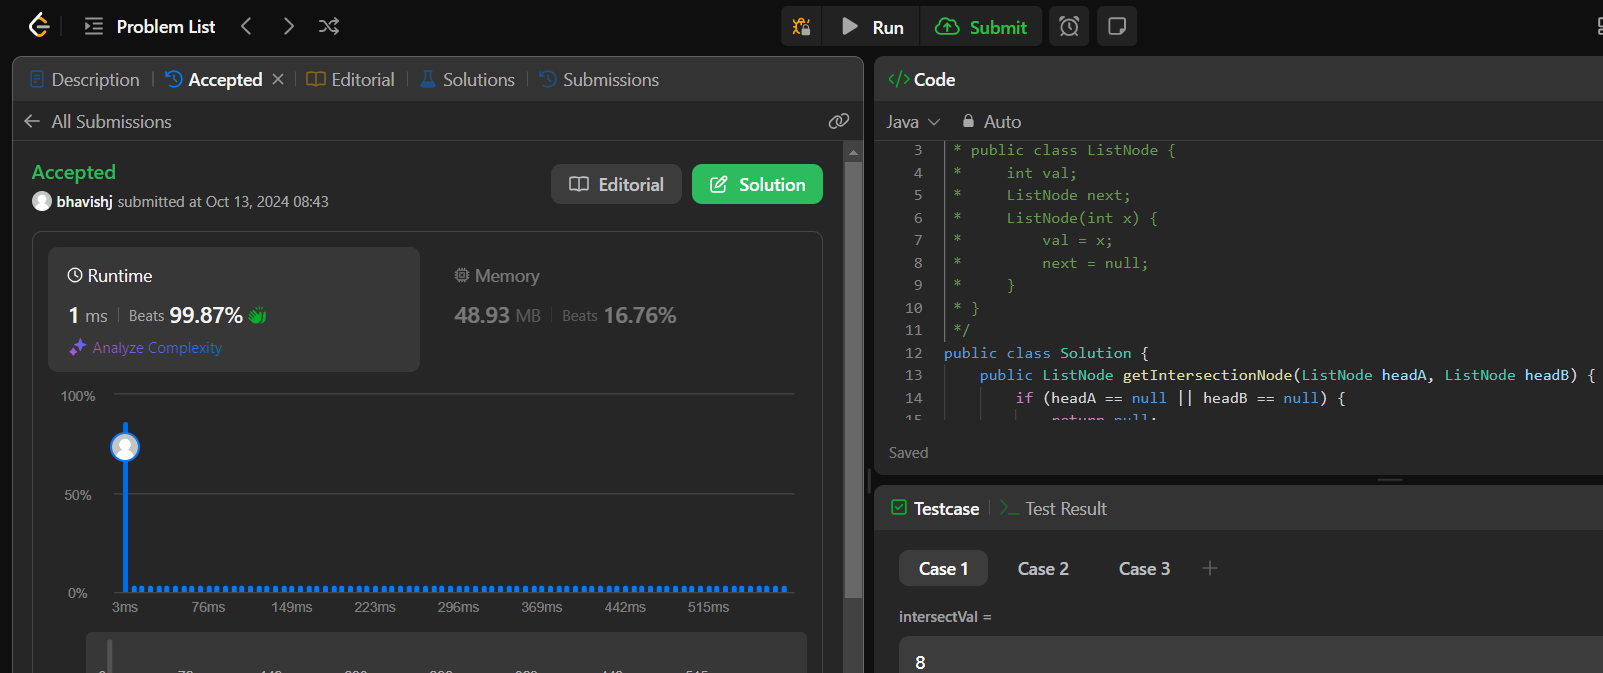 Problem List
Run
Submit
Description
Accepted
Editorial
Solutions
Submissions
All Submissions
Accepted
bhavishj submitted at Oct 13, 2024 08:43
Editorial
Solution
Runtime
1 ms
Beats 99.87%
Analyze Complexity
Memory
48.93 MB
Beats 16.76%
100%
50%
0%
3ms 76ms 149ms 223ms 296ms 369ms 442ms 515ms
</> Code
Java
Auto
3 * public class ListNode {
4 *     int val;
5 *     ListNode next;
6 *     ListNode(int x) {
7 *         val = x;
8 *         next = null;
9 *     }
10 * }
11 */
12 public class Solution {
13     public ListNode getIntersectionNode(ListNode headA, ListNode headB) {
14         if (headA == null || headB == null) {
15             return null;
Saved
Testcase
Test Result
Case 1
Case 2
Case 3
intersectVal =
8